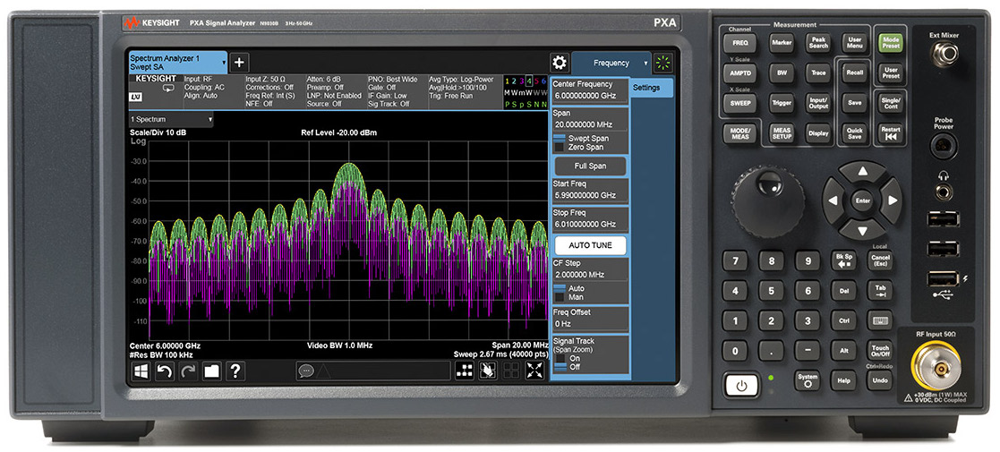 KEYSIGHT PXA Signal Analyzer N9030B 3 Hz-50 GHz
PXA
Spectrum Analyzer 1
Swept SA
+
Frequency
KEYSIGHT
LXI
Input: RF
Coupling: AC
Align: Auto
Input Z: 50 Ω
Corrections: Off
Freq Ref: Int (S)
NFE: Off
Atten: 6 dB
Preamp: Off
LNP: Not Enabled
Source: Off
PNO: Best Wide
Gate: Off
IF Gain: Low
Sig Track: Off
Avg Type: Log-Power
Avg|Hold:>100/100
Trig: Free Run
1 2 3 4 5 6
M W m W W W
P S p S N N
1 Spectrum
Scale/Div 10 dB
Ref Level -20.00 dBm
Log
-30.0
-40.0
-50.0
-60.0
-70.0
-80.0
-90.0
-100
-110
Center 6.00000 GHz
#Res BW 100 kHz
Video BW 1.0 MHz
Span 20.00 MHz
Sweep 2.67 ms (40000 pts)
?
Settings
Center Frequency
6.000000000 GHz
Span
20.0000000 MHz
Swept Span
Zero Span
Full Span
Start Freq
5.990000000 GHz
Stop Freq
6.010000000 GHz
AUTO TUNE
CF Step
2.000000 MHz
Auto
Man
Freq Offset
0 Hz
Signal Track
(Span Zoom)
On
Off
Measurement
Channel
FREQ
Marker
Peak
Search
User
Menu
Mode
Preset
Y Scale
AMPTD
BW
Trace
Recall
User
Preset
X Scale
SWEEP
Trigger
Input/
Output
Save
Single/
Cont
MODE/
MEAS
MEAS
SETUP
Display
Quick
Save
Restart
Enter
Local
7
8
9
Bk Sp
Cancel
(Esc)
4
5
6
Del
Tab
1
2
3
Ctrl
0
.
−
Alt
Touch
On/Off
Ctrl=Redo
System
Help
Undo
Ext Mixer
Probe
Power
RF Input 50Ω
+30 dBm (1W) MAX
0 VDC, DC Coupled